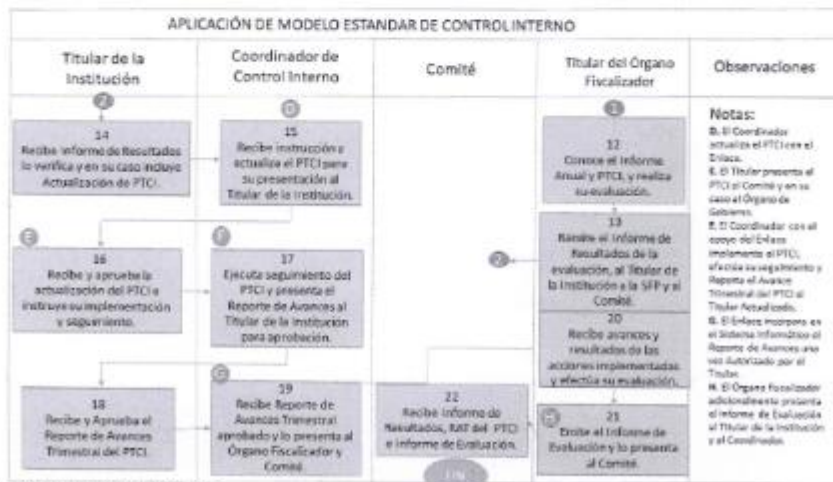 APLICACIÓN DE MODELO ESTANDAR DE CONTROL INTERNO
Titular de la
Institución
Coordinador de
Control Interno
Comité
Titular del Órgano
Fiscalizador
Observaciones
2
14
Recibe Informe de Resultados
lo verifica y en su caso incluye
Actualización de PTCI.
D
15
Recibe instrucción y
actualiza el PTCI para
su presentación al
Titular de la Institución.
1
12
Conoce el Informe
Anual y PTCI, y realiza
su evaluación.
13
Remite el Informe de
Resultados de la
evaluación, al Titular de
la Institución a la SFP y al
Comité.
2
E
16
Recibe y aprueba la
actualización del PTCI e
instruye su implementación
y seguimiento.
F
17
Ejecuta seguimiento del
PTCI y presenta el
Reporte de Avances al
Titular de la Institución
para aprobación.
20
Recibe avances y
resultados de las
acciones implementadas
y efectúa su evaluación.
18
Recibe y Aprueba el
Reporte de Avances
Trimestral del PTCI.
G
19
Recibe Reporte de
Avances Trimestral
aprobado y lo presenta al
Órgano Fiscalizador y
Comité.
22
Recibe Informe de
Resultados, RAT del PTCI
e Informe de Evaluación.
FIN
H
21
Emite el Informe de
Evaluación y lo presenta
al Comité.
Notas:
D. El Coordinador
actualiza el PTCI con el
Enlace.
E. El Titular presenta el
PTCI al Comité y en su
caso al Órgano de
Gobierno.
F. El Coordinador con el
apoyo del Enlace
implementa el PTCI,
efectúa su seguimiento y
Reporta el Avance
Trimestral del PTCI al
Titular Actualizado.
G. El Enlace incorpora en
el Sistema Informático el
Reporte de Avances una
vez Autorizado por el
Titular.
H. El Órgano Fiscalizador
adicionalmente presenta
el Informe de Evaluación
al Titular de la Institución
y al Coordinador.